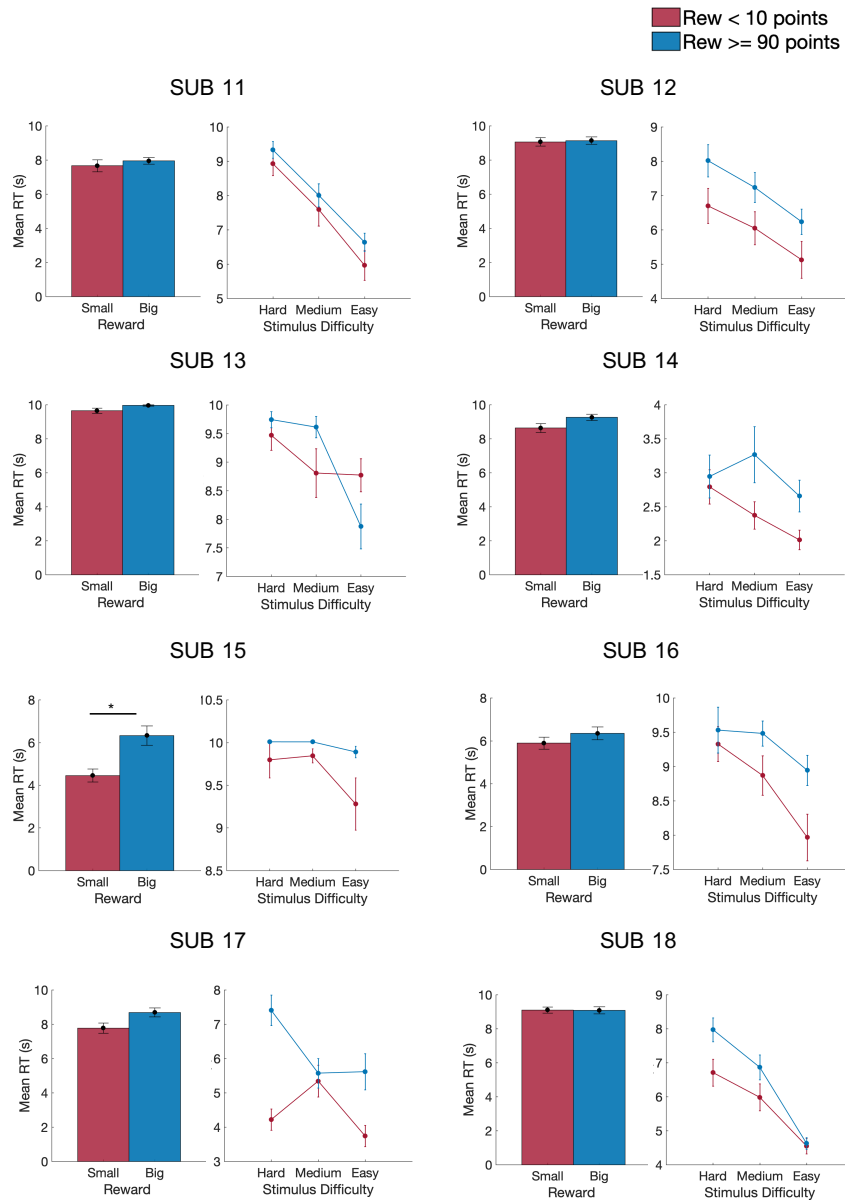 Rew < 10 points
Rew >= 90 points
SUB 11
10
8
6
4
2
0
Mean RT (s)
Small Big
Reward
10
9
8
7
6
5
Hard Medium Easy
Stimulus Difficulty
SUB 12
10
8
6
4
2
0
Mean RT (s)
Small Big
Reward
9
8
7
6
5
4
Hard Medium Easy
Stimulus Difficulty
SUB 13
10
8
6
4
2
0
Mean RT (s)
Small Big
Reward
10
9.5
9
8.5
8
7.5
7
Hard Medium Easy
Stimulus Difficulty
SUB 14
10
8
6
4
2
0
Mean RT (s)
Small Big
Reward
4
3.5
3
2.5
2
1.5
Hard Medium Easy
Stimulus Difficulty
SUB 15
8
6
4
2
0
Mean RT (s)
*
Small Big
Reward
10.5
10
9.5
9
8.5
Hard Medium Easy
Stimulus Difficulty
SUB 16
8
6
4
2
0
Mean RT (s)
Small Big
Reward
10
9.5
9
8.5
8
7.5
Hard Medium Easy
Stimulus Difficulty
SUB 17
10
8
6
4
2
0
Mean RT (s)
Small Big
Reward
8
7
6
5
4
3
Hard Medium Easy
Stimulus Difficulty
SUB 18
10
8
6
4
2
0
Mean RT (s)
Small Big
Reward
9
8
7
6
5
4
Hard Medium Easy
Stimulus Difficulty